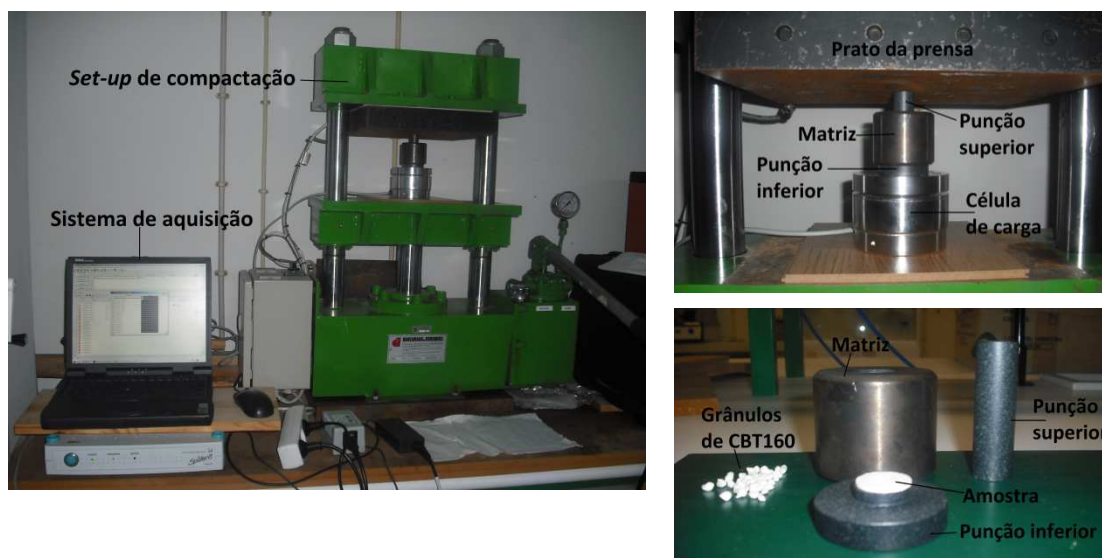 Set-up de compactação
Sistema de aquisição
Prato da prensa
Matriz
Punção
superior
Punção
inferior
Célula
de carga
Matriz
Grânulos
de CBT160
Punção
superior
Amostra
Punção inferior